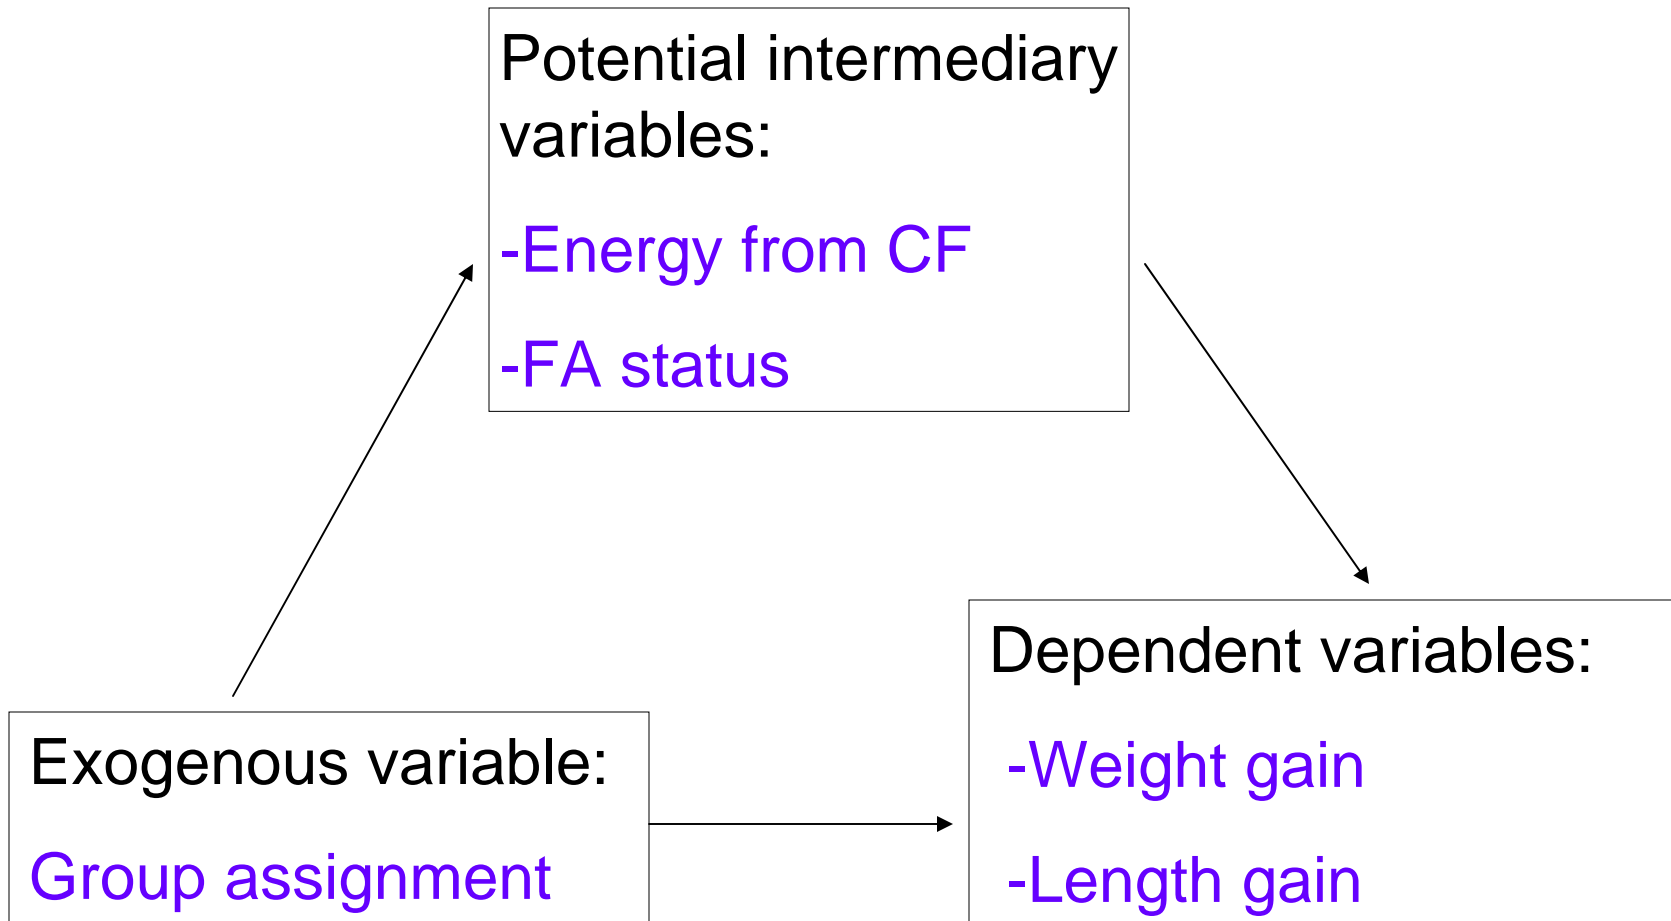 Potential intermediary
variables:
-Energy from CF
-FA status
Exogenous variable:
Group assignment
Dependent variables:
-Weight gain
-Length gain